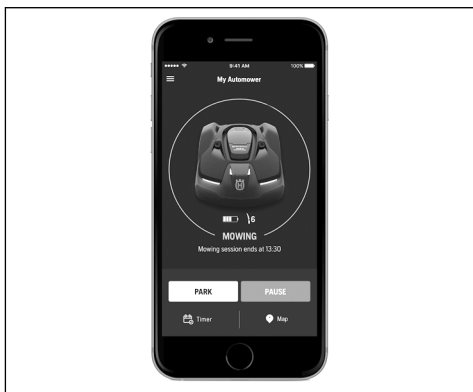 9:41 AM
100%
My Automower
6
MOWING
Mowing session ends at 13:30
PARK
PAUSE
Timer
Map